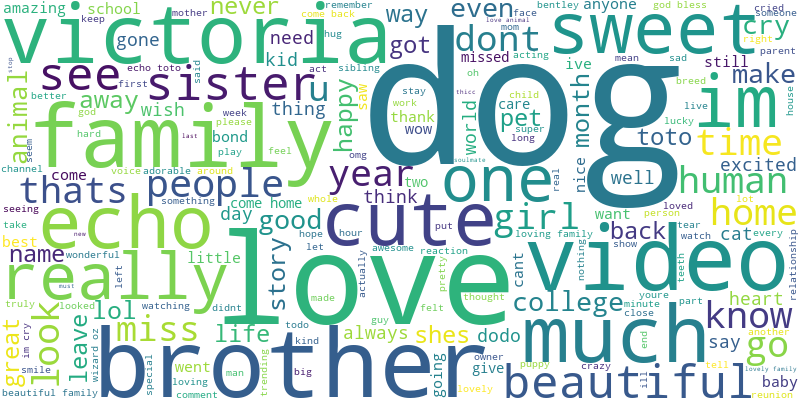 amazing school never way even bentley anyone god bless
keep mother come back remember love animal face someone cried
victoria gone need hug mom dont sweet cry
got missed acting ive right parent
see echo toto said act sibling oh mean sad still
stop animal better first sister u kid stay thicc dog breed make
away wish thing happy saw work care pet world month im live house
family god week please thank child toto time
hard bond play wow super lucky
seem last omg long nice excited
channel voice around feel soulmate well
thats come adorable people year two one real human
seeing something whole think girl want loved lot home
take new echo day come home good cute put loving family person tear
best name wonderful little story hope hour back cat every
really left let awesome reaction cant video show watch relationship
truly looked didnt actually pretty nothing teeth
look must watching made love felt thought college youre part heart
great im cry lol miss life guy always shes dodo minute close much know
leave wizard oz todo end say another go
smile went kind going owner puppy crazy tell
special loving man trending big brother give ill baby lovely family
beautiful family comment lovely beautiful reunion